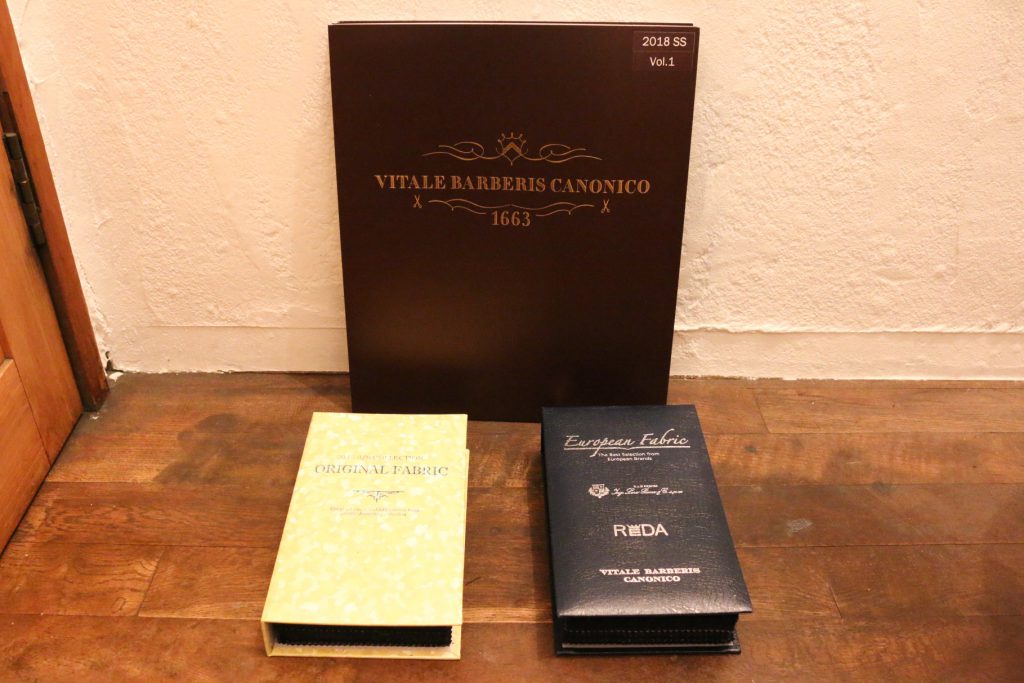 2018 SS
Vol.1
VITALE BARBERIS CANONICO
1663
COLLECTION
ORIGINAL FABRIC
European Fabric
The Best Selection from
European Brands
REDA
VITALE BARBERIS
CANONICO